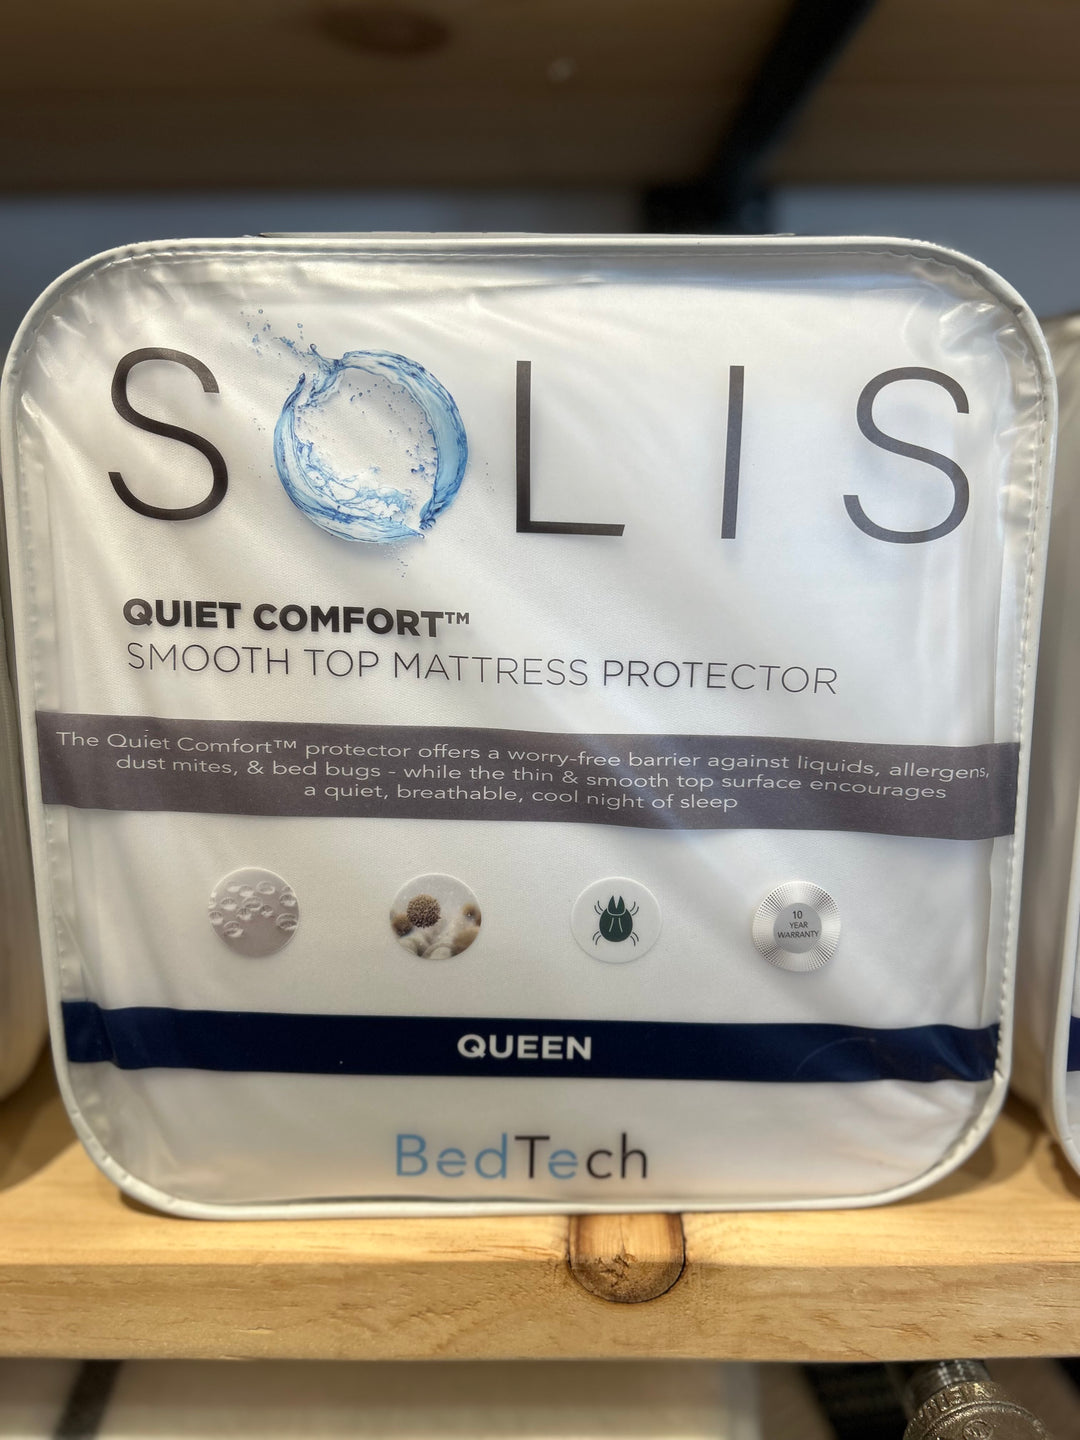 SOLIS
QUIET COMFORT™
SMOOTH TOP MATTRESS PROTECTOR
The Quiet Comfort™ protector offers a worry-free barrier against liquids, allergens,
dust mites, & bed bugs - while the thin & smooth top surface encourages
a quiet, breathable, cool night of sleep
10
YEAR
WARRANTY
QUEEN
BedTech